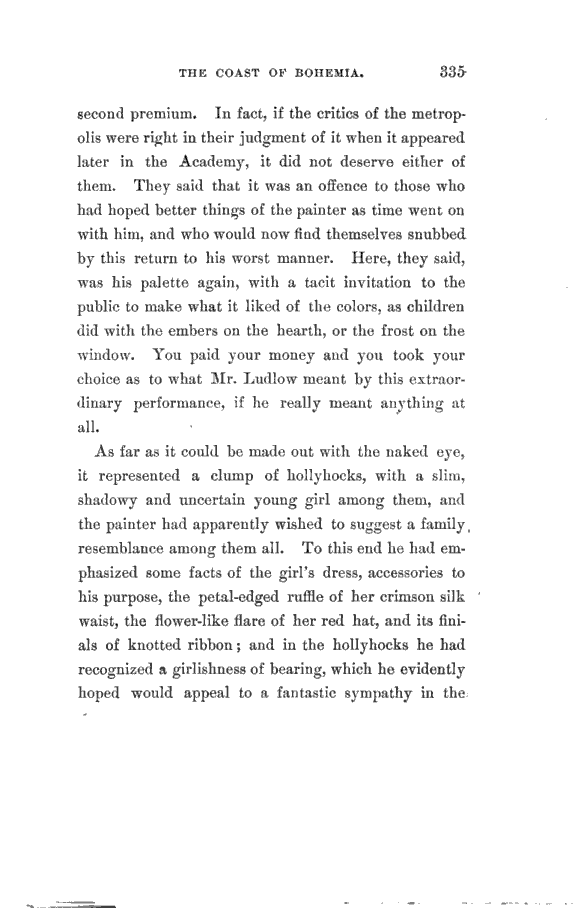 THE COAST OF BOHEMIA. 335
second premium. In fact, if the critics of the metrop-
olis were right in their judgment of it when it appeared
later in the Academy, it did not deserve either of
them. They said that it was an offence to those who
had hoped better things of the painter as time went on
with him, and who would now find themselves snubbed
by this return to his worst manner. Here, they said,
was his palette again, with a tacit invitation to the
public to make what it liked of the colors, as children
did with the embers on the hearth, or the frost on the
window. You paid your money and you took your
choice as to what Mr. Ludlow meant by this extraor-
dinary performance, if he really meant anything at
all.
As far as it could be made out with the naked eye,
it represented a clump of hollyhocks, with a slim,
shadowy and uncertain young girl among them, and
the painter had apparently wished to suggest a family
resemblance among them all. To this end he had em-
phasized some facts of the girl's dress, accessories to
his purpose, the petal-edged ruffle of her crimson silk
waist, the flower-like flare of her red hat, and its fini-
als of knotted ribbon; and in the hollyhocks he had
recognized a girlishness of bearing, which he evidently
hoped would appeal to a fantastic sympathy in the